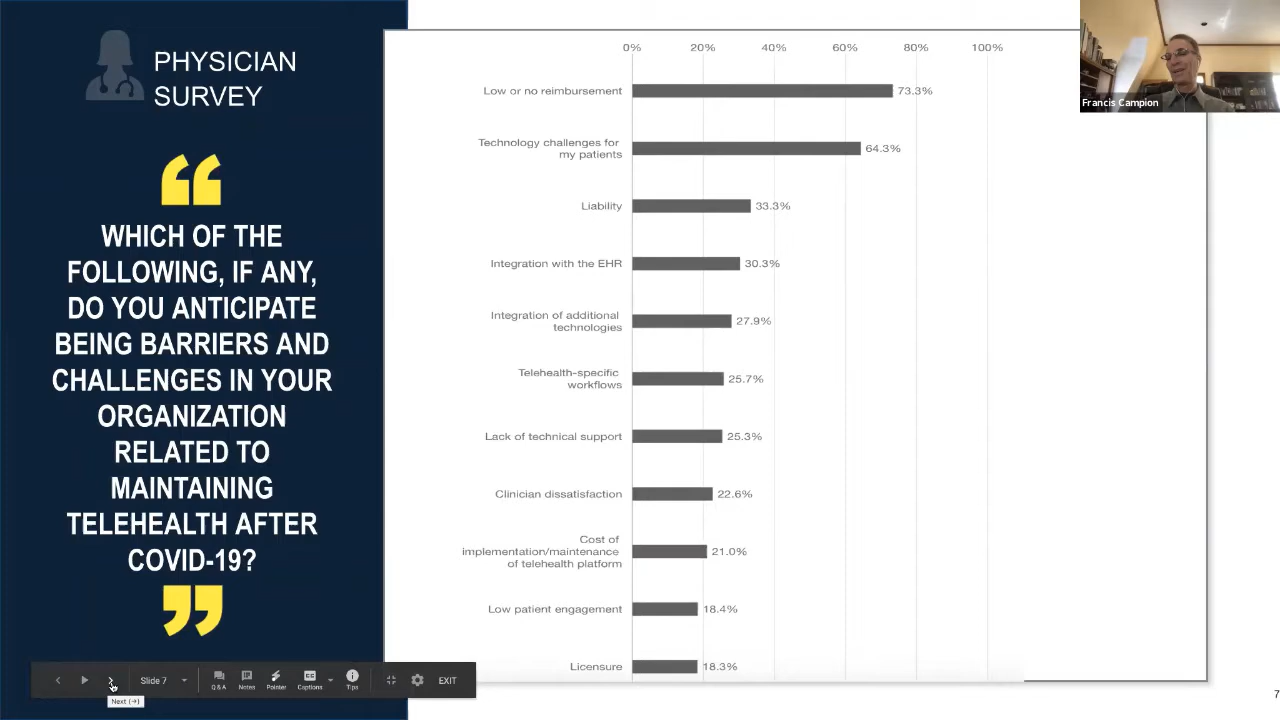 PHYSICIAN
SURVEY
WHICH OF THE
FOLLOWING, IF ANY,
DO YOU ANTICIPATE
BEING BARRIERS AND
CHALLENGES IN YOUR
ORGANIZATION
RELATED TO
MAINTAINING
TELEHEALTH AFTER
COVID-19?
0% 20% 40% 60% 80% 100%
Low or no reimbursement 73.3%
Technology challenges for
my patients 64.3%
Liability 33.3%
Integration with the EHR 30.3%
Integration of additional
technologies 27.9%
Telehealth-specific
workflows 25.7%
Lack of technical support 25.3%
Clinician dissatisfaction 22.6%
Cost of
implementation/maintenance 21.0%
of telehealth platform
Low patient engagement 18.4%
Licensure 18.3%
Francis Campion
Slide 7
Q & A
Notes
Pointer
CC
Captions
Tips
EXIT
Next (→)
7